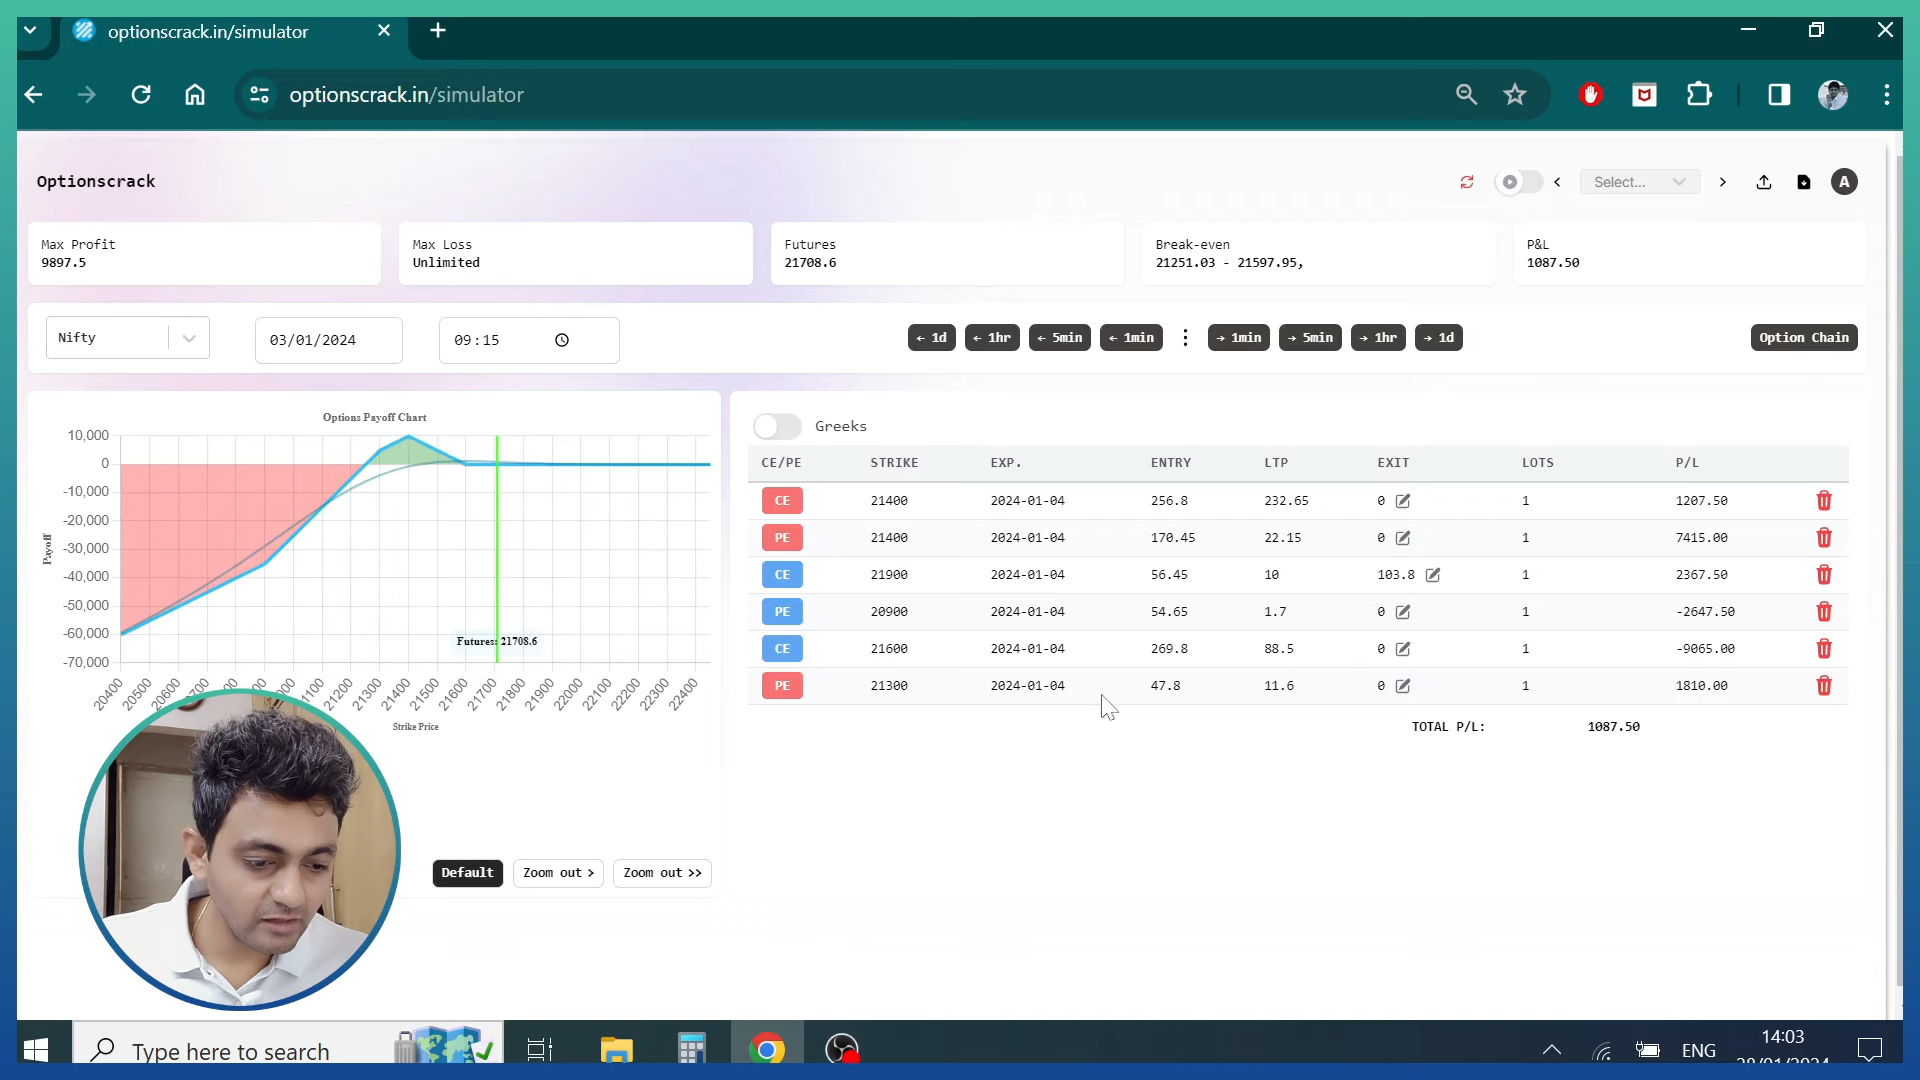 optionscrack.in/simulator
optionscrack.in/simulator
Optionscrack
Select...
A
Max Profit
9897.5
Max Loss
Unlimited
Futures
21708.6
Break-even
21251.03 - 21597.95,
P&L
1087.50
Nifty
03/01/2024
09:15
← 1d
← 1hr
← 5min
← 1min
→ 1min
→ 5min
→ 1hr
→ 1d
Option Chain
Options Payoff Chart
10,000
0
-10,000
-20,000
-30,000
-40,000
-50,000
-60,000
-70,000
Payoff
Futures: 21708.6
20400 20500 20600 21100 21200 21300 21400 21500 21600 21700 21800 21900 22000 22100 22200 22300 22400
Strike Price
Default
Zoom out >
Zoom out >>
Greeks
CE/PE STRIKE EXP. ENTRY LTP EXIT LOTS P/L
CE 21400 2024-01-04 256.8 232.65 0 1 1207.50
PE 21400 2024-01-04 170.45 22.15 0 1 7415.00
CE 21900 2024-01-04 56.45 10 103.8 1 2367.50
PE 20900 2024-01-04 54.65 1.7 0 1 -2647.50
CE 21600 2024-01-04 269.8 88.5 0 1 -9065.00
PE 21300 2024-01-04 47.8 11.6 0 1 1810.00
TOTAL P/L: 1087.50
Type here to search
ENG
14:03
28/01/2024